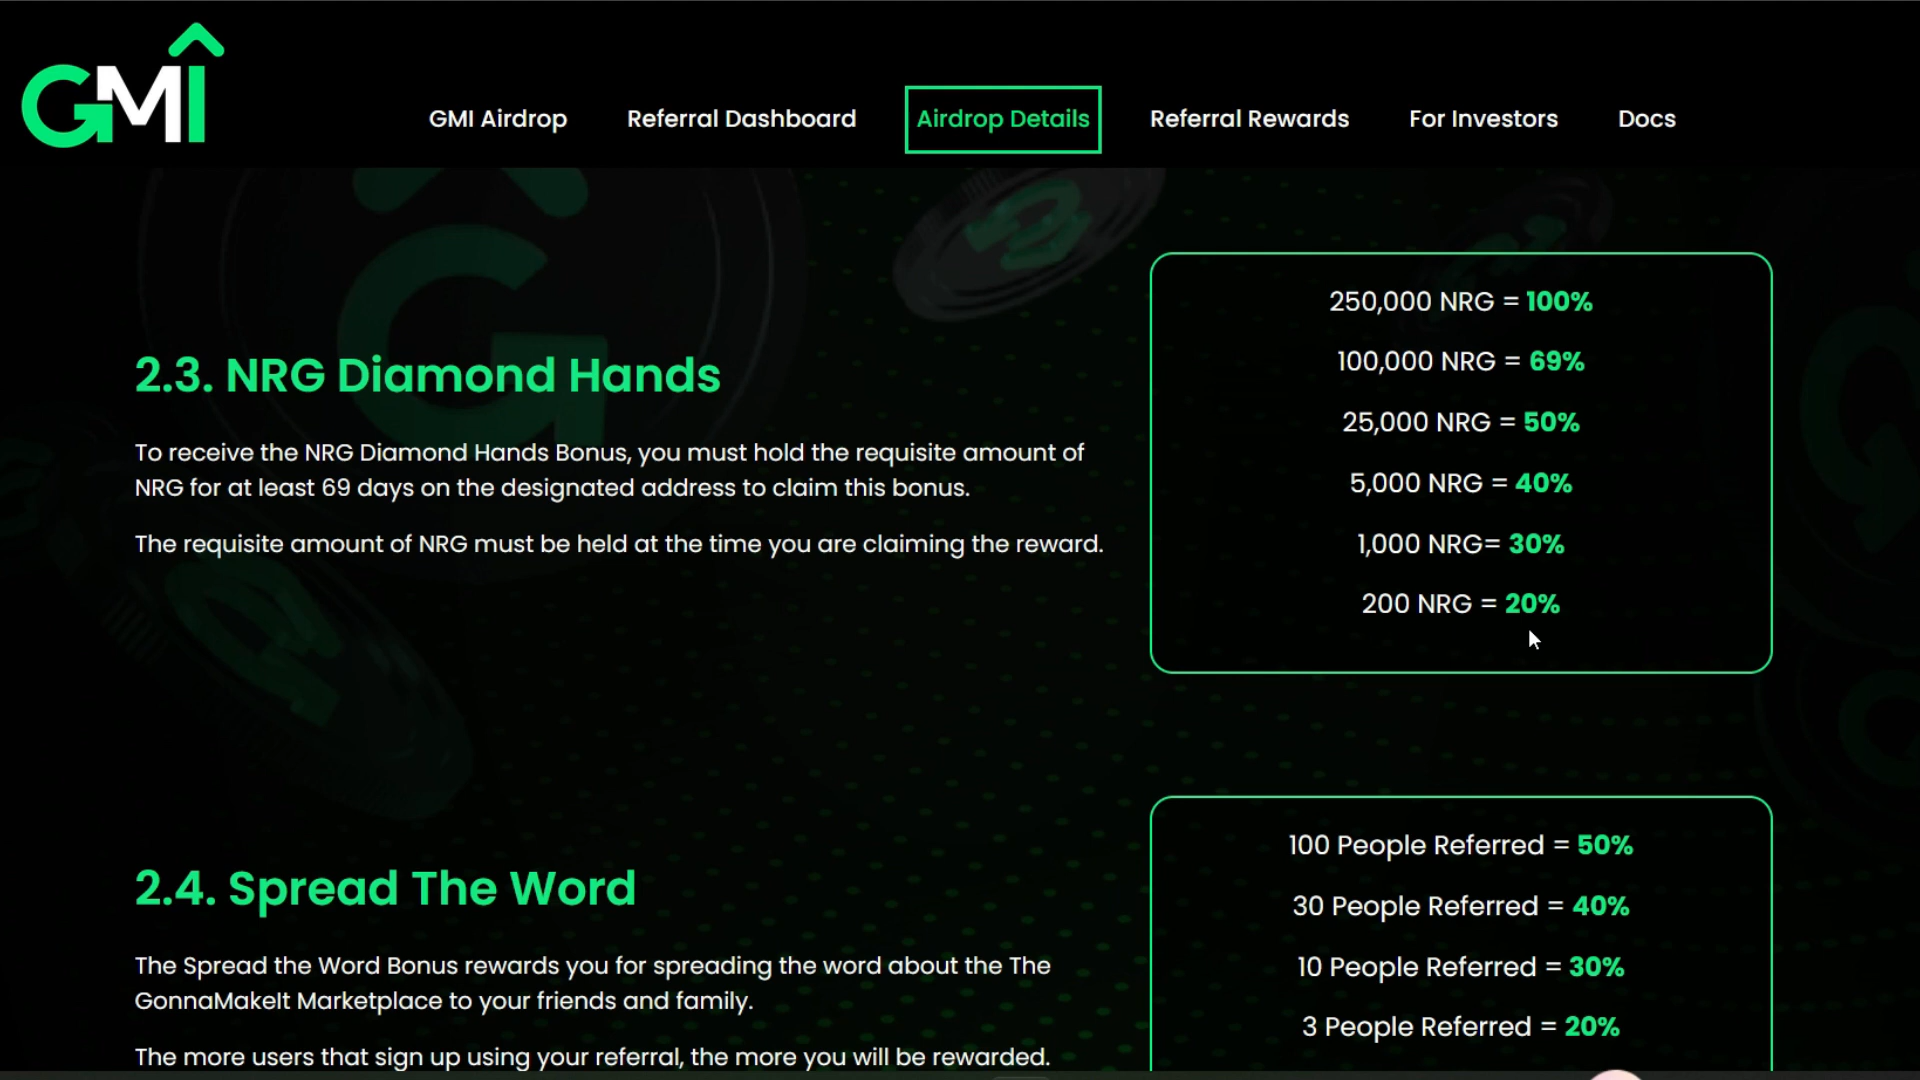 GMI
GMI Airdrop
Referral Dashboard
Airdrop Details
Referral Rewards
For Investors
Docs
2.3. NRG Diamond Hands
To receive the NRG Diamond Hands Bonus, you must hold the requisite amount of
NRG for at least 69 days on the designated address to claim this bonus.
The requisite amount of NRG must be held at the time you are claiming the reward.
250,000 NRG = 100%
100,000 NRG = 69%
25,000 NRG = 50%
5,000 NRG = 40%
1,000 NRG= 30%
200 NRG = 20%
2.4. Spread The Word
The Spread the Word Bonus rewards you for spreading the word about the The
GonnaMakeIt Marketplace to your friends and family.
The more users that sign up using your referral, the more you will be rewarded.
100 People Referred = 50%
30 People Referred = 40%
10 People Referred = 30%
3 People Referred = 20%